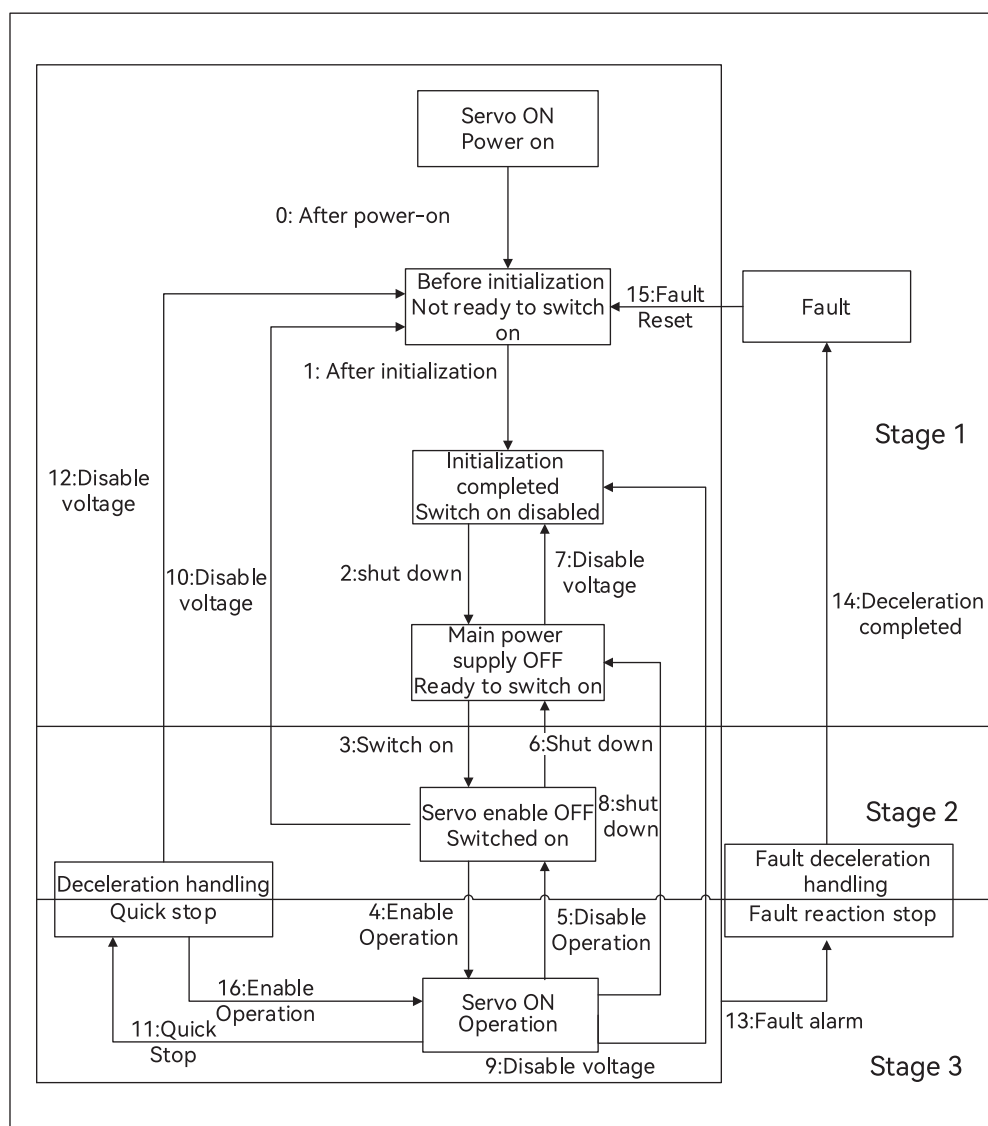 Servo ON
Power on
0: After power-on
Before initialization
Not ready to switch
on
15:Fault
Reset
Fault
1: After initialization
Stage 1
Initialization
completed
Switch on disabled
12:Disable
voltage
10:Disable
voltage
2:shut down
7:Disable
voltage
14:Deceleration
completed
Main power
supply OFF
Ready to switch on
3:Switch on
6:Shut down
Servo enable OFF
Switched on
8:shut
down
Stage 2
Deceleration handling
Quick stop
Fault deceleration
handling
Fault reaction stop
4:Enable
Operation
5:Disable
Operation
16:Enable
Operation
Servo ON
Operation
11:Quick
Stop
13:Fault alarm
9:Disable voltage
Stage 3